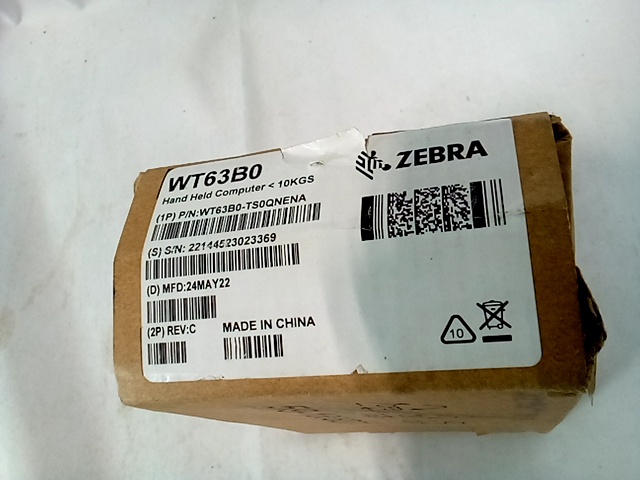 WT63B0
Hand Held Computer < 10KGS
(1P) P/N:WT63B0-TS0QNENA
(S) S/N: 22144523023369
(D) MFD:24MAY22
(2P) REV:C
MADE IN CHINA
ZEBRA
10